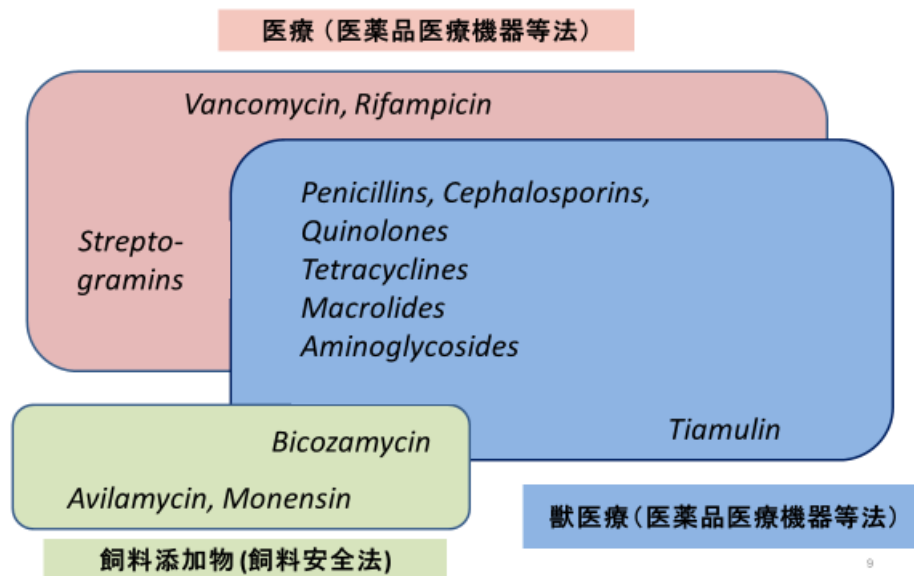 医療（医薬品医療機器等法）
Vancomycin, Rifampicin
Penicillins, Cephalosporins,
Quinolones
Tetracyclines
Macrolides
Aminoglycosides
Strepto-
gramins
Tiamulin
Bicozamycin
Avilamycin, Monensin
獣医療（医薬品医療機器等法）
飼料添加物(飼料安全法)
9